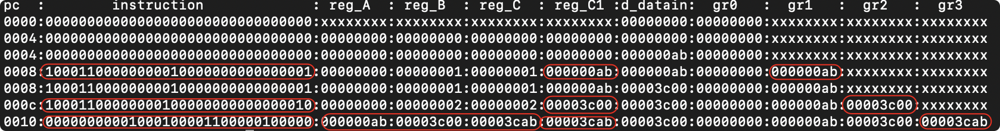 pc : instruction : reg_A : reg_B : reg_C : reg_C1 :d_datain: gr0 : gr1 : gr2 : gr3
0000:00000000000000000000000000000000:xxxxxxxx:xxxxxxxx:xxxxxxxx:xxxxxxxx:00000000:00000000:xxxxxxxx:xxxxxxxx:xxxxxxxx
0004:00000000000000000000000000000000:00000000:00000000:00000000:00000000:00000000:00000000:xxxxxxxx:xxxxxxxx:xxxxxxxx
0004:00000000000000000000000000000000:00000000:00000000:00000000:00000000:000000ab:00000000:xxxxxxxx:xxxxxxxx:xxxxxxxx
0008:10001100000000010000000000000001:00000000:00000001:00000001:000000ab:000000ab:00000000:000000ab:xxxxxxxx:xxxxxxxx
0008:10001100000000010000000000000001:00000000:00000001:00000001:000000ab:00003c00:00000000:000000ab:xxxxxxxx:xxxxxxxx
000c:10001100000000100000000000000010:00000000:00000002:00000002:00003c00:00003c00:00000000:000000ab:00003c00:xxxxxxxx
0010:00000000001000100001100000100000:000000ab:00003c00:00003cab:00003cab:00003c00:00000000:000000ab:00003c00:00003cab